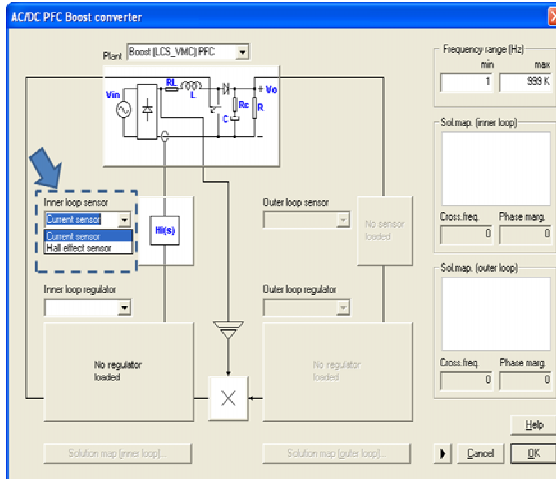 AC/DC PFC Boost converter
Plant
Boost (LCS_VMC) PFC
Vin
RL
L
Rc
C
R
+ Vo
-
Inner loop sensor
Current sensor
Current sensor
Hall effect sensor
Hi(s)
Inner loop regulator
No regulator
loaded
Solution map (inner loop)...
Outer loop sensor
No sensor
loaded
Outer loop regulator
No regulator
loaded
Solution map (outer loop)...
Frequency range (Hz)
min
max
1
999 K
Sol.map. (inner loop)
Cross.freq.
Phase marg.
0
0
Sol.map. (outer loop)
Cross.freq.
Phase marg.
0
0
Help
Cancel
OK